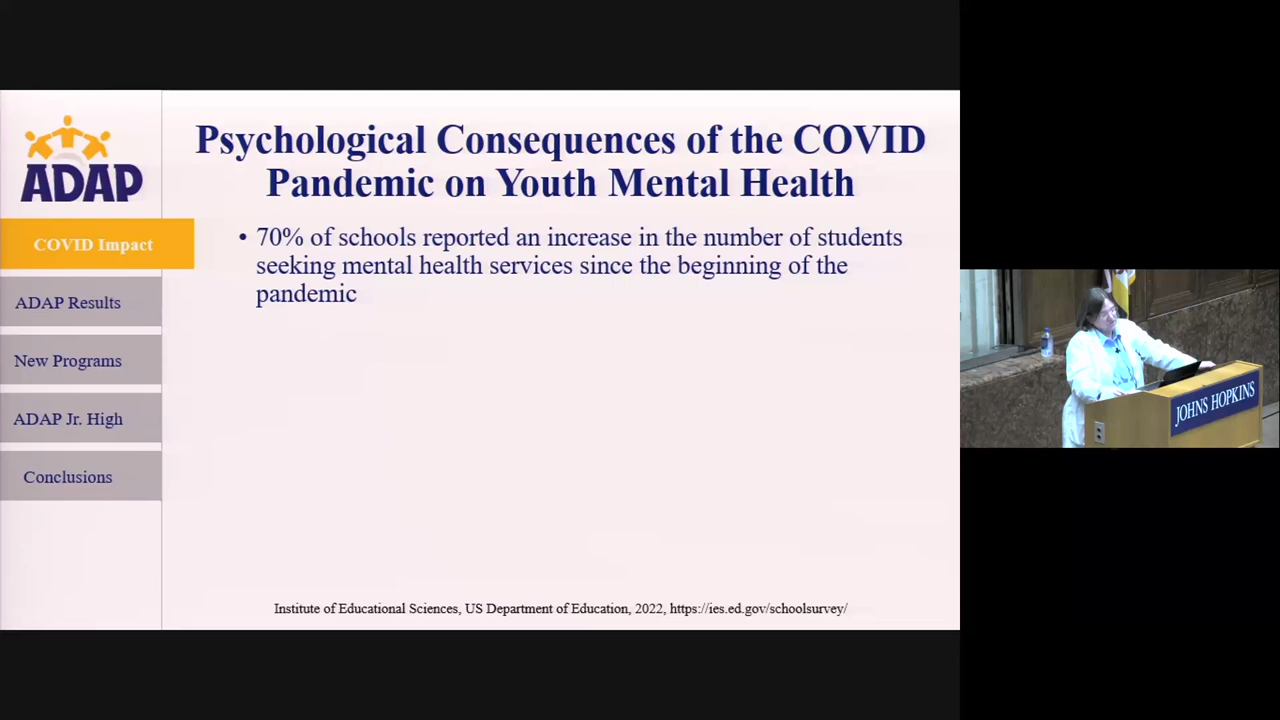 ADAP
COVID Impact
ADAP Results
New Programs
ADAP Jr. High
Conclusions
Psychological Consequences of the COVID
Pandemic on Youth Mental Health
• 70% of schools reported an increase in the number of students
seeking mental health services since the beginning of the
pandemic
Institute of Educational Sciences, US Department of Education, 2022, https://ies.ed.gov/schoolsurvey/
JOHNS HOPKINS